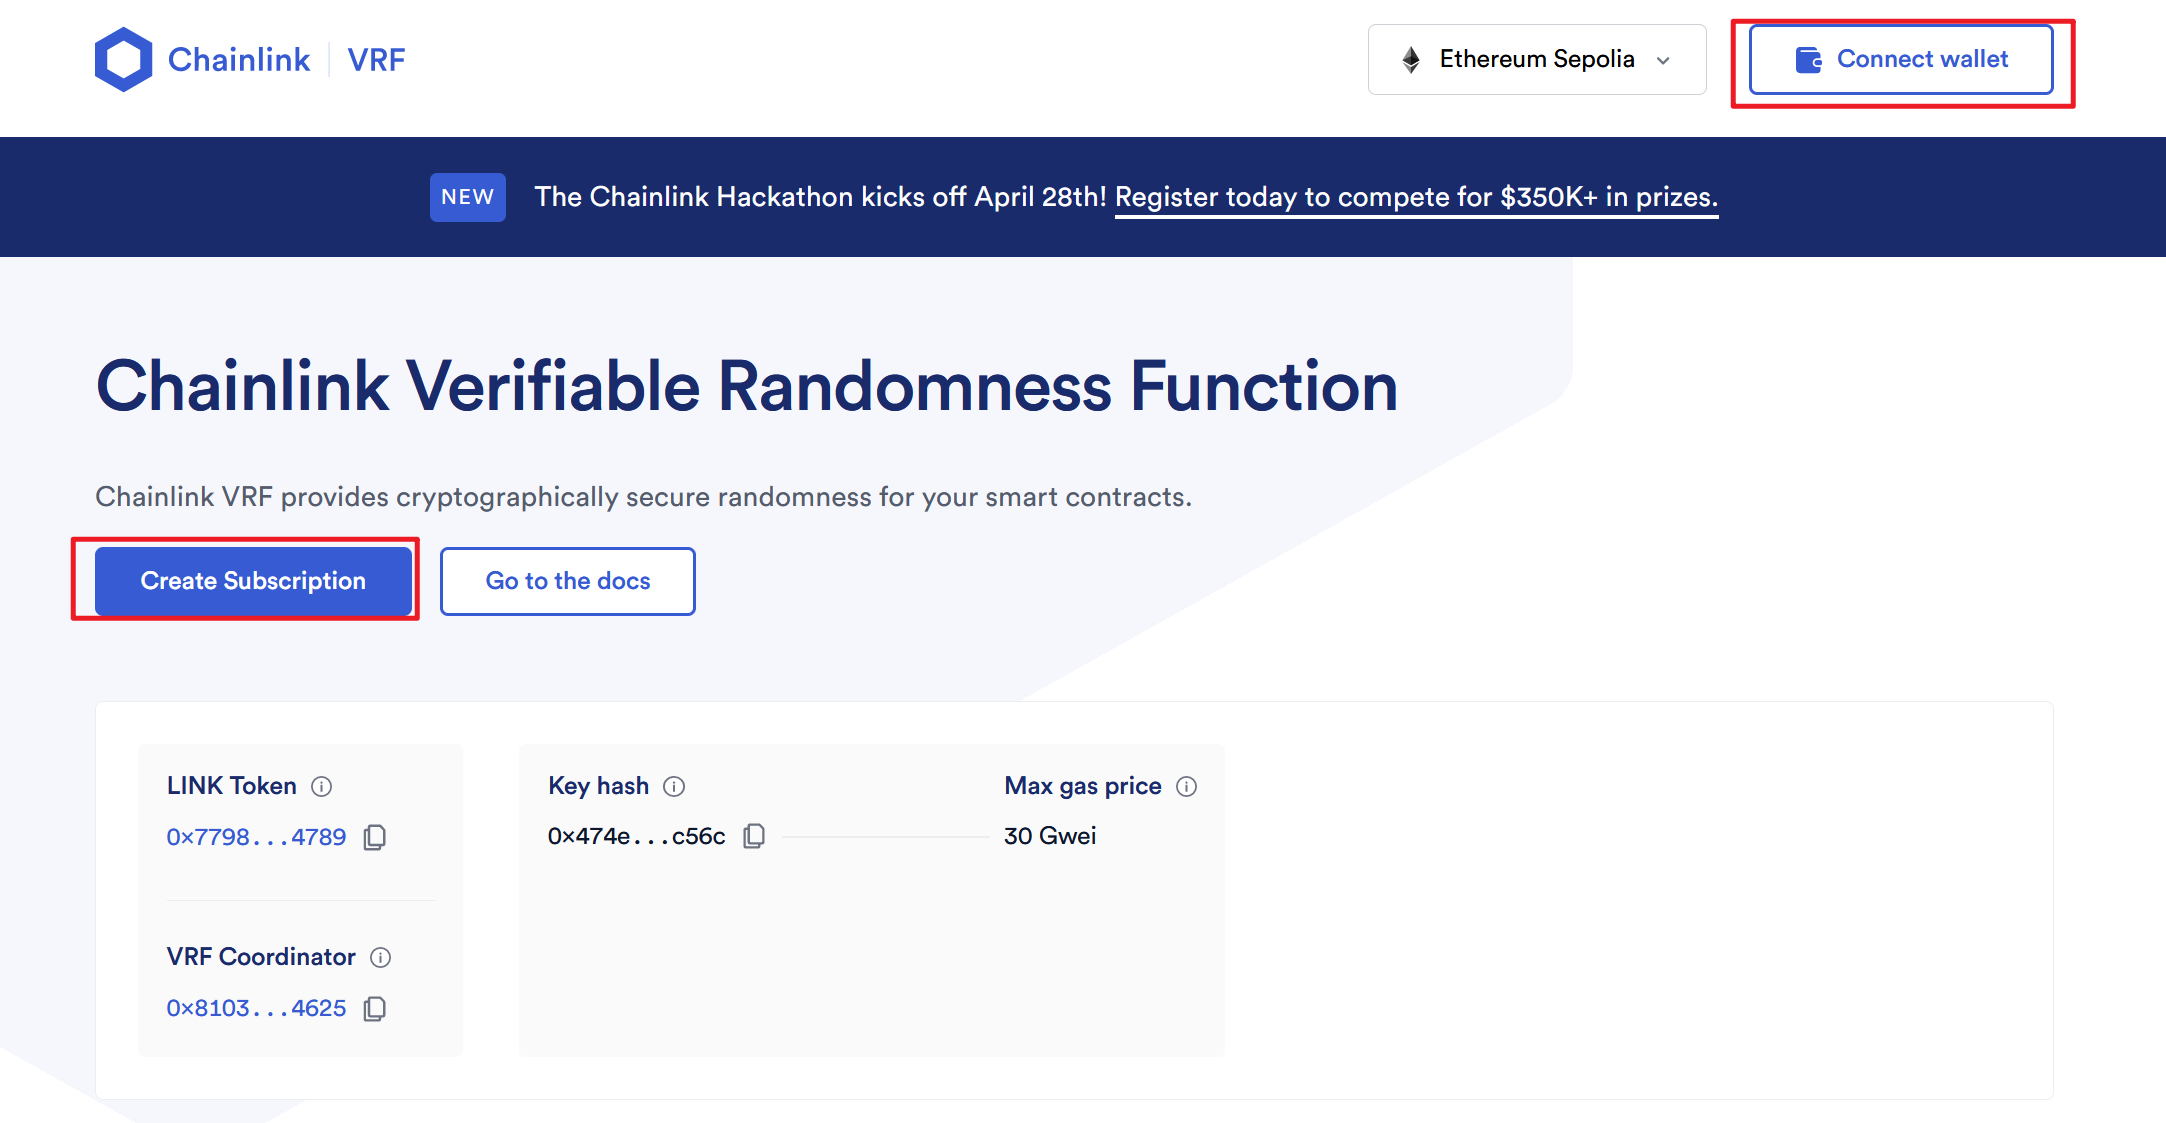 Chainlink | VRF
Ethereum Sepolia
Connect wallet
NEW The Chainlink Hackathon kicks off April 28th! Register today to compete for $350K+ in prizes.
Chainlink Verifiable Randomness Function
Chainlink VRF provides cryptographically secure randomness for your smart contracts.
Create Subscription
Go to the docs
LINK Token
0x7798...4789
VRF Coordinator
0x8103...4625
Key hash
0x474e...c56c
Max gas price
30 Gwei